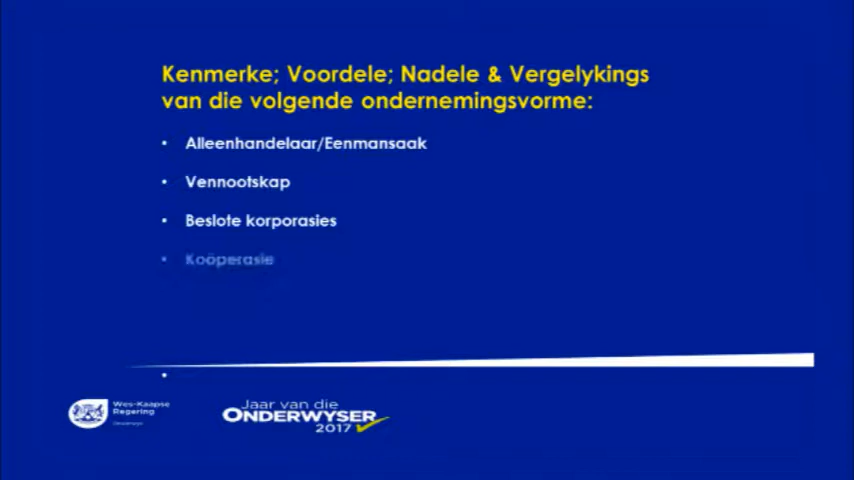 Kenmerke; Voordele; Nadele & Vergelykings
van die volgende ondernemingsvorme:
• Alleenhandelaar/Eenmansaak
• Vennootskap
• Beslote korporasies
• Koöperasie
•
Wes-Kaapse
Regering
Jaar van die
ONDERWYSER
2017